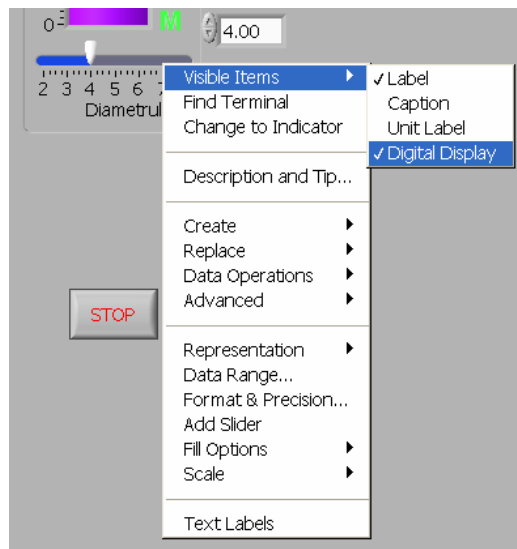 0
M
4.00
2 3 4 5 6
Diametrul
Visible Items
Find Terminal
Change to Indicator
Description and Tip...
Create
Replace
Data Operations
Advanced
Representation
Data Range...
Format & Precision...
Add Slider
Fill Options
Scale
Text Labels
✓ Label
Caption
Unit Label
✓ Digital Display
STOP